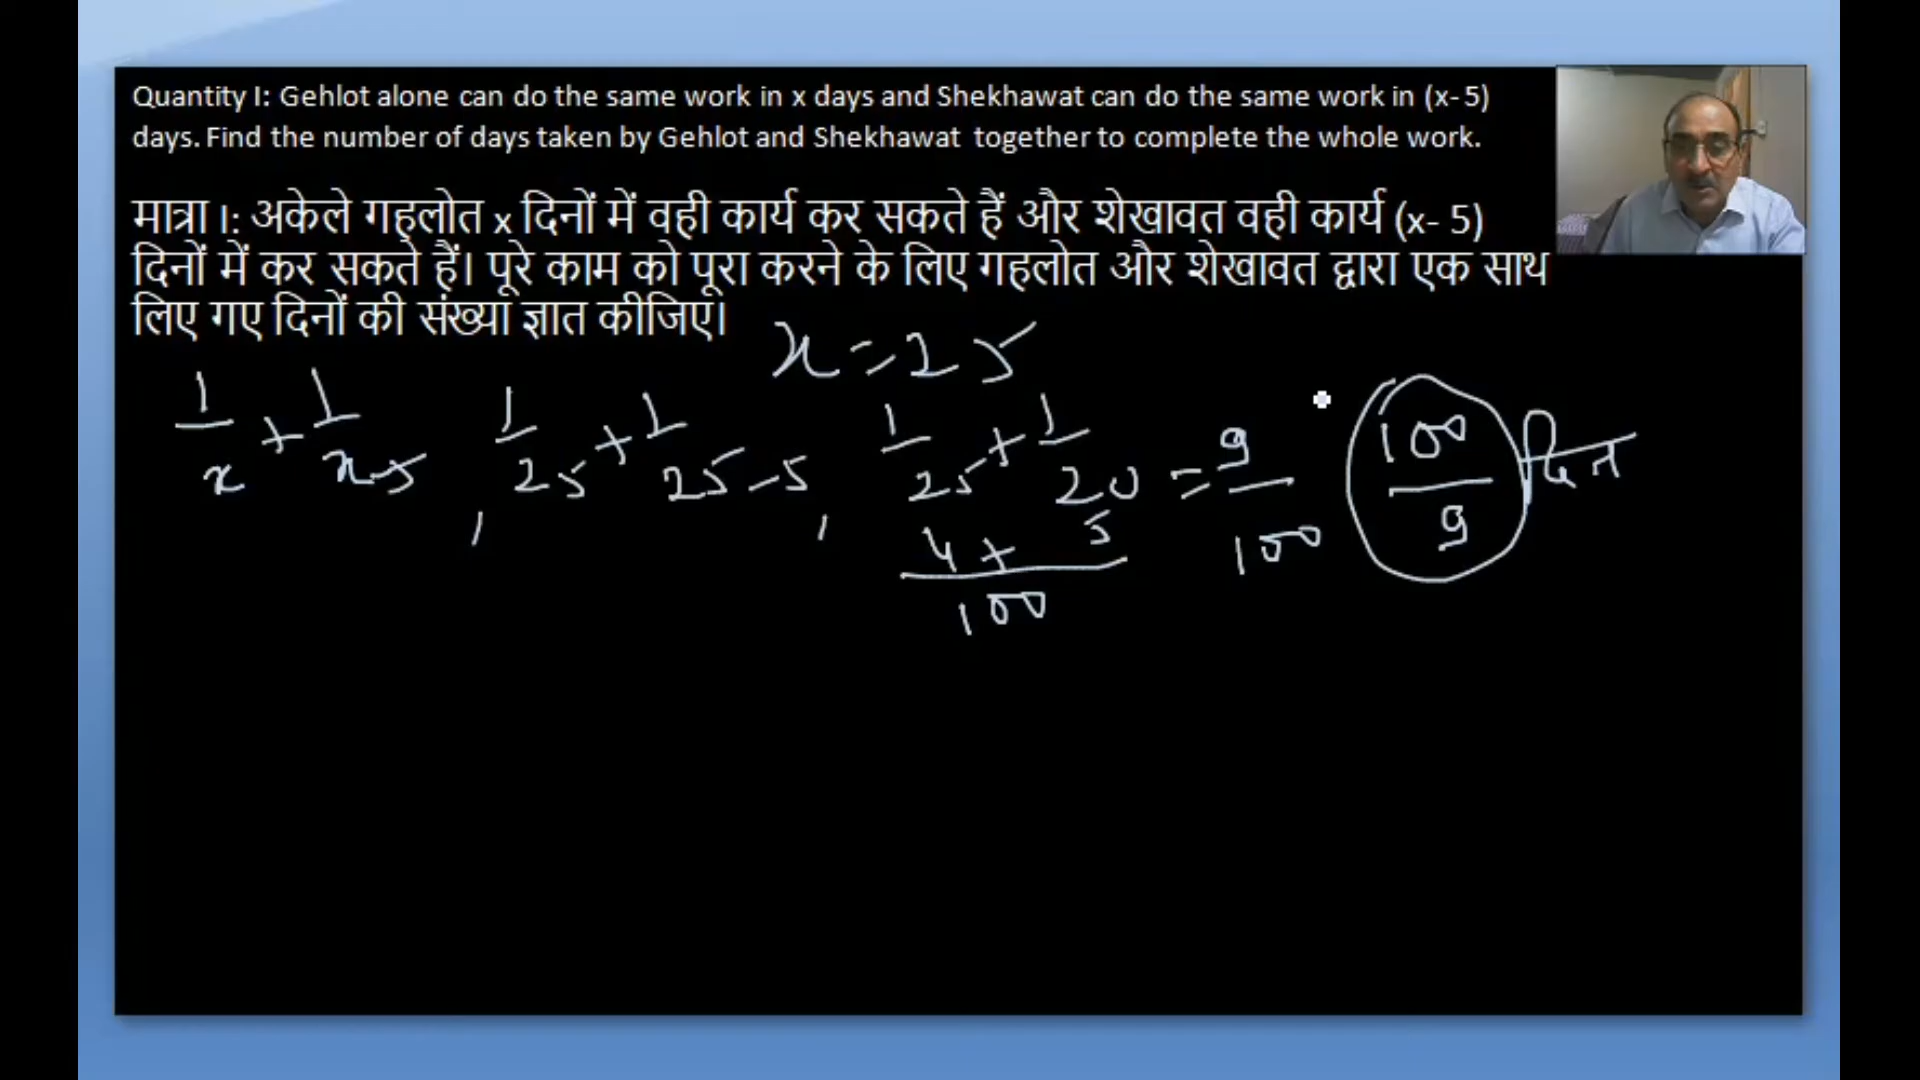 Quantity I: Gehlot alone can do the same work in x days and Shekhawat can do the same work in (x- 5)
days. Find the number of days taken by Gehlot and Shekhawat together to complete the whole work.
मात्रा I: अकेले गहलोत x दिनों में वही कार्य कर सकते हैं और शेखावत वही कार्य (x- 5)
दिनों में कर सकते हैं। पूरे काम को पूरा करने के लिए गहलोत और शेखावत द्वारा एक साथ
लिए गए दिनों की संख्या ज्ञात कीजिए।
x = 25
1/x + 1/x-5 , 1/25 + 1/25-5 , 1/25 + 1/20 = 9/100 100/9 दिन
4+ 5
100